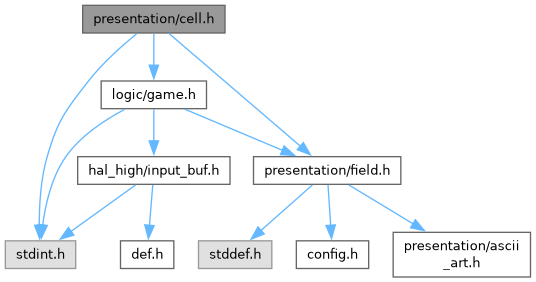 presentation/cell.h
logic/game.h
hal_high/input_buf.h
presentation/field.h
stdint.h
def.h
stddef.h
config.h
presentation/ascii
_art.h